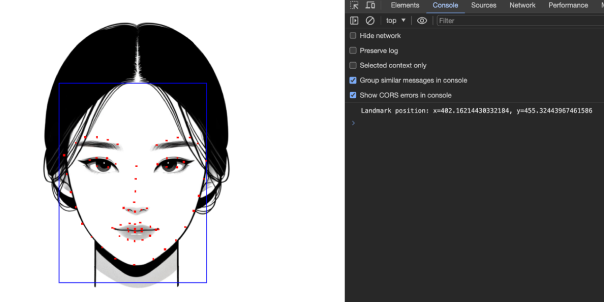 Elements Console Sources Network Performance
top Filter
Hide network
Preserve log
Selected context only
Group similar messages in console
Show CORS errors in console
Landmark position: x=402.16214430332184, y=455.32443967461586